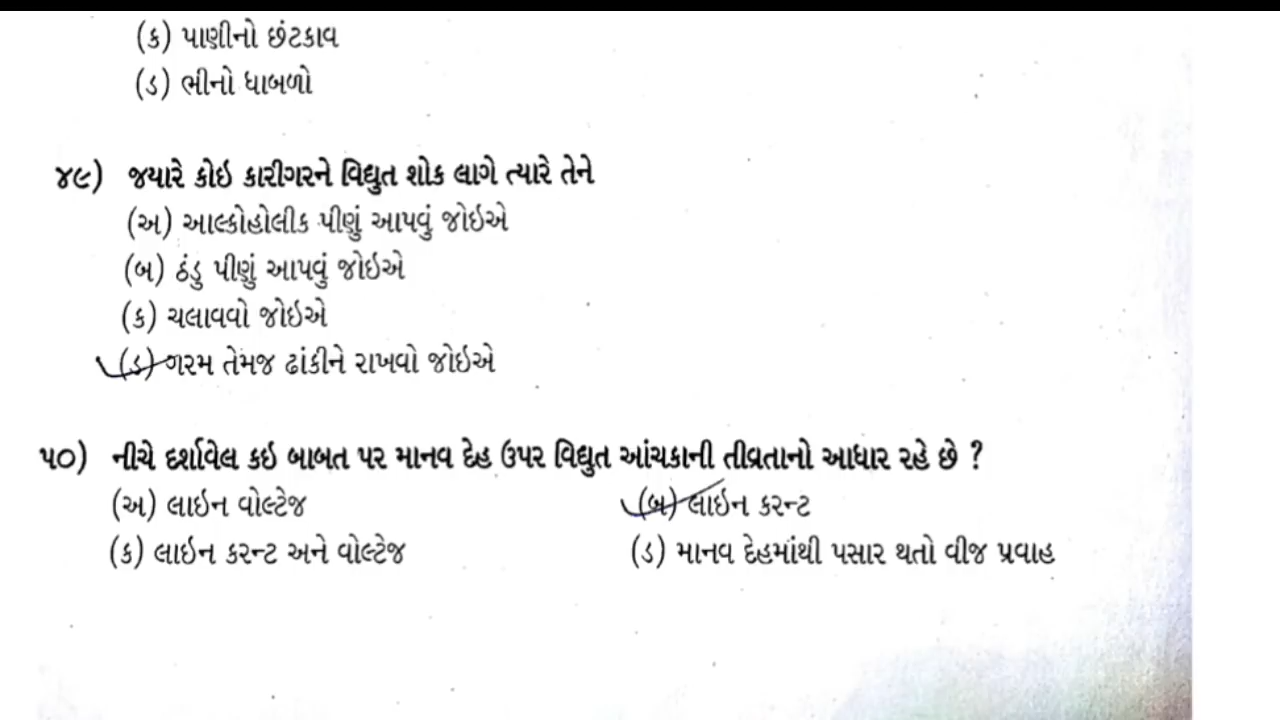 (ક) પાણીનો છંટકાવ
(ડ) ભીનો ધાબળો
૪૯) જયારે કોઇ કારીગરને વિદ્યુત શોક લાગે ત્યારે તેને
(અ) આલ્કોહોલીક પીણું આપવું જોઇએ
(બ) ઠંડુ પીણું આપવું જોઇએ
(ક) ચલાવવો જોઇએ
(ડ) ગરમ તેમજ ઢાંકીને રાખવો જોઇએ
૫૦) નીચે દર્શાવેલ કઇ બાબત પર માનવ દેહ ઉપર વિદ્યુત આંચકાની તીવ્રતાનો આધાર રહે છે ?
(અ) લાઇન વોલ્ટેજ (બ) લાઇન કરન્ટ
(ક) લાઇન કરન્ટ અને વોલ્ટેજ (ડ) માનવ દેહમાંથી પસાર થતો વીજ પ્રવાહ